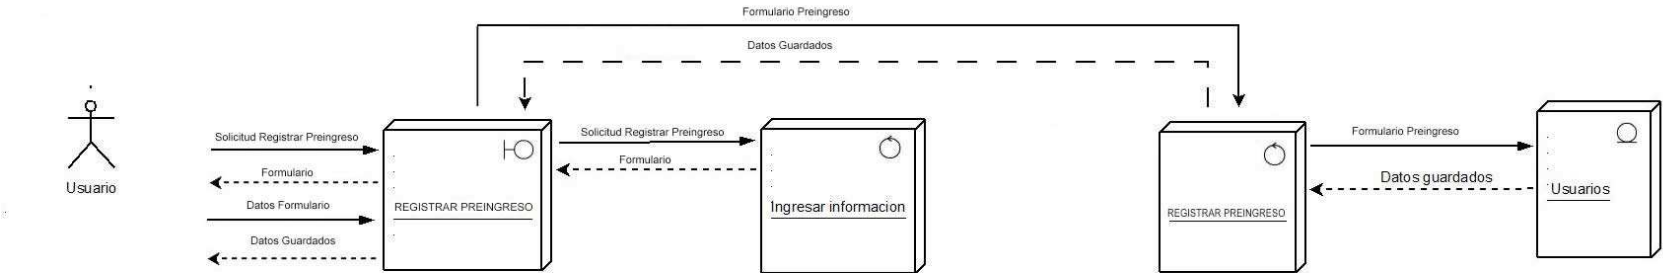 Formulario Preingreso
Datos Guardados
Solicitud Registrar Preingreso
Solicitud Registrar Preingreso
Formulario Preingreso
Formulario
Formulario
Datos guardados
Usuario
Usuarios
Datos Formulario
REGISTRAR PREINGRESO
Ingresar informacion
REGISTRAR PREINGRESO
Datos Guardados